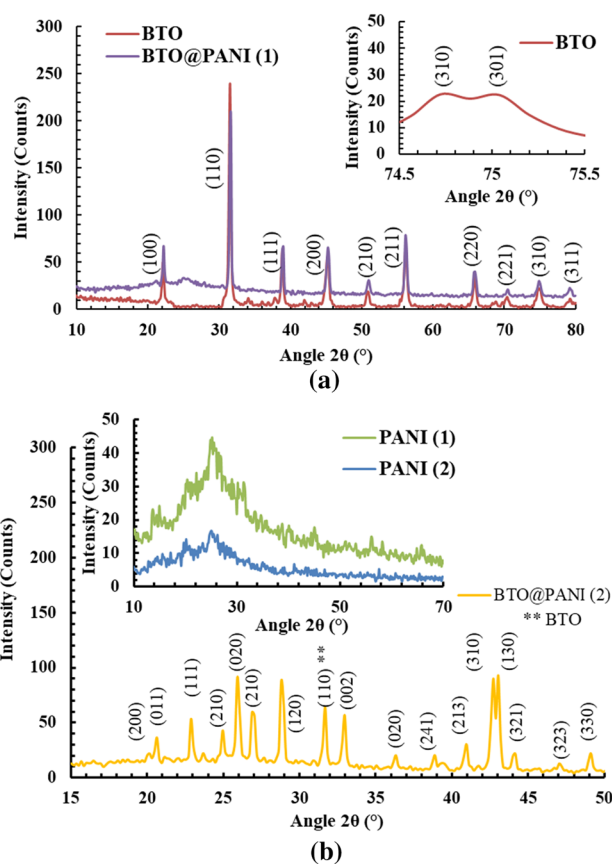 (a)
300
250
200
150
100
50
0
Intensity (Counts)
BTO
BTO@PANI (1)
(100)
(110)
(111)
(200)
(210)
(211)
(220)
(221)
(310)
(311)
10 20 30 40 50 60 70 80
Angle 2θ (°)
50
40
30
20
10
0
Intensity (Counts)
(310) (301)
BTO
74.5 75 75.5
Angle 2θ (°)
(a)
300
250
200
150
100
50
0
Intensity (Counts)
50
40
30
20
10
0
Intensity (Counts)
PANI (1)
PANI (2)
10 30 50 70
Angle 2θ (°)
BTO@PANI (2)
** BTO
(200)
(011)
(111)
(210)
(020)
(210)
(120)
(110) **
(002)
(020)
(241)
(213)
(310)
(130)
(321)
(323)
(330)
15 20 25 30 35 40 45 50
Angle 2θ (°)
(b)